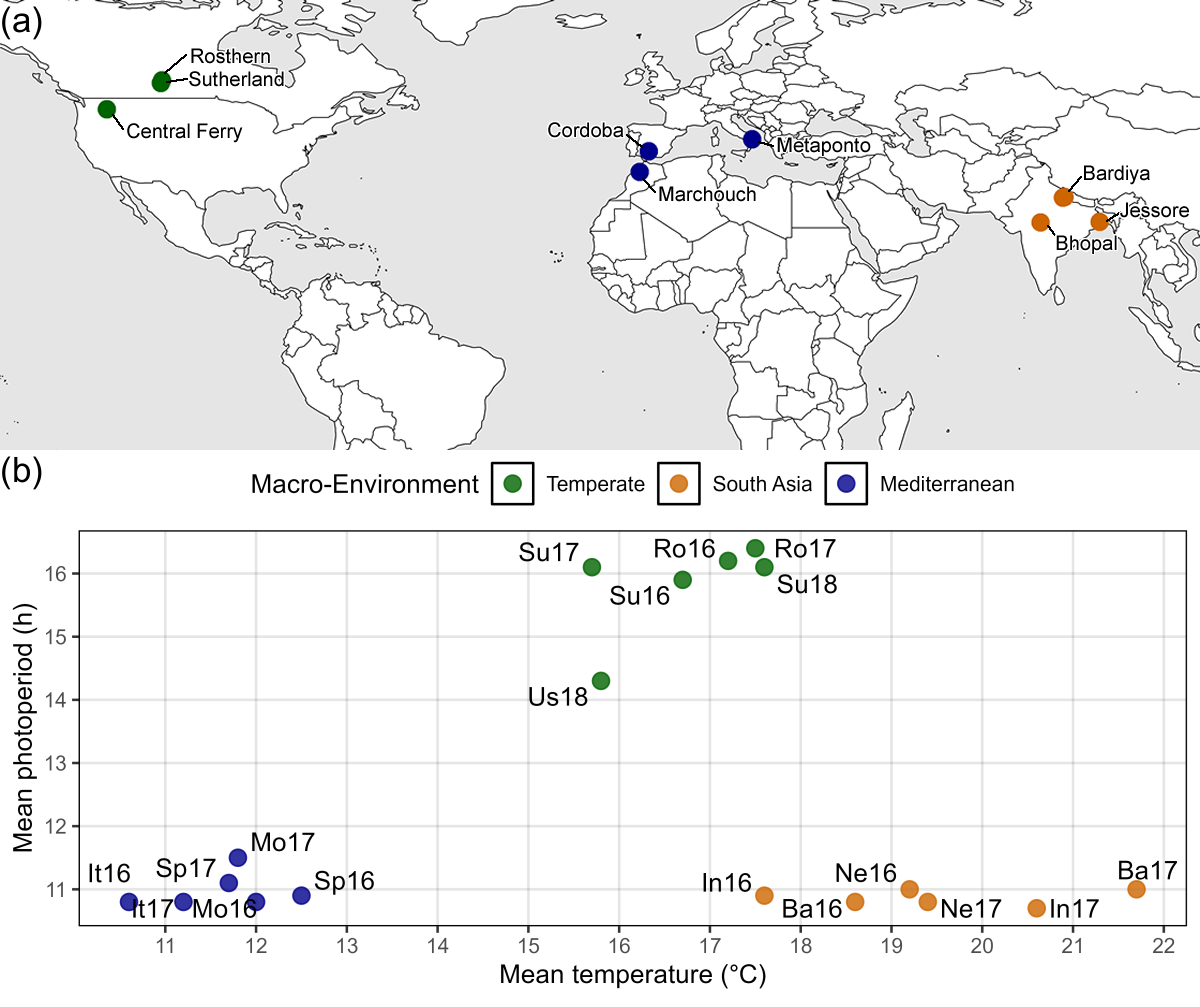 (a)
Rosthern
Sutherland
Central Ferry
Cordoba
Metaponto
Marchouch
Bardiya
Jessore
Bhopal
(b)
Macro-Environment Temperate South Asia Mediterranean
Mean photoperiod (h)
16
15
14
13
12
11
Su17
Ro16
Ro17
Su16
Su18
Us18
Mo17
It16
Sp17
Sp16
It17
Mo16
In16
Ne16
Ba17
Ba16
Ne17
In17
11 12 13 14 15 16 17 18 19 20 21 22
Mean temperature (°C)